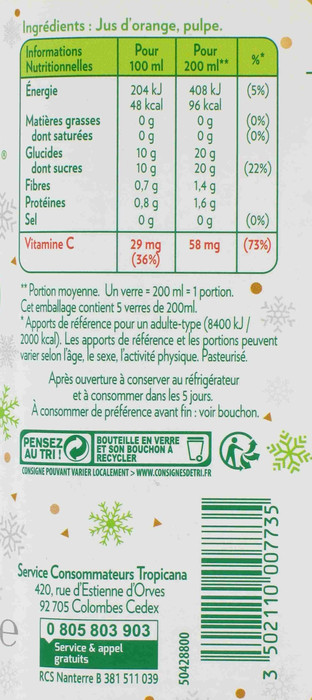 Ingrédients : Jus d'orange, pulpe.
Informations Nutritionnelles Pour 100 ml Pour 200 ml** %*
Énergie 204 kJ 408 kJ (5%)
48 kcal 96 kcal
Matières grasses 0 g 0 g (0%)
dont saturées 0 g 0 g (0%)
Glucides 10 g 20 g
dont sucres 10 g 20 g (22%)
Fibres 0,7 g 1,4 g
Protéines 0,8 g 1,6 g
Sel 0 g 0 g (0%)
Vitamine C 29 mg 58 mg (73%)
(36%)
**Portion moyenne. Un verre = 200 ml = 1 portion.
Cet emballage contient 5 verres de 200ml.
*Apports de référence pour un adulte-type (8400 kJ /
2000 kcal). Les apports de référence et les portions peuvent
varier selon l'âge, le sexe, l'activité physique. Pasteurisé.
Après ouverture à conserver au réfrigérateur
et à consommer dans les 5 jours.
À consommer de préférence avant fin : voir bouchon.
PENSEZ
AU TRI !
BOUTEILLE EN VERRE
ET SON BOUCHON À
RECYCLER
CONSIGNE POUVANT VARIER LOCALEMENT > WWW.CONSIGNESDETRI.FR
Service Consommateurs Tropicana
420, rue d'Estienne d'Orves
92 705 Colombes Cedex
0 805 803 903
Service & appel
gratuits
RCS Nanterre B 381 511 039
50428800
3 502110 007735